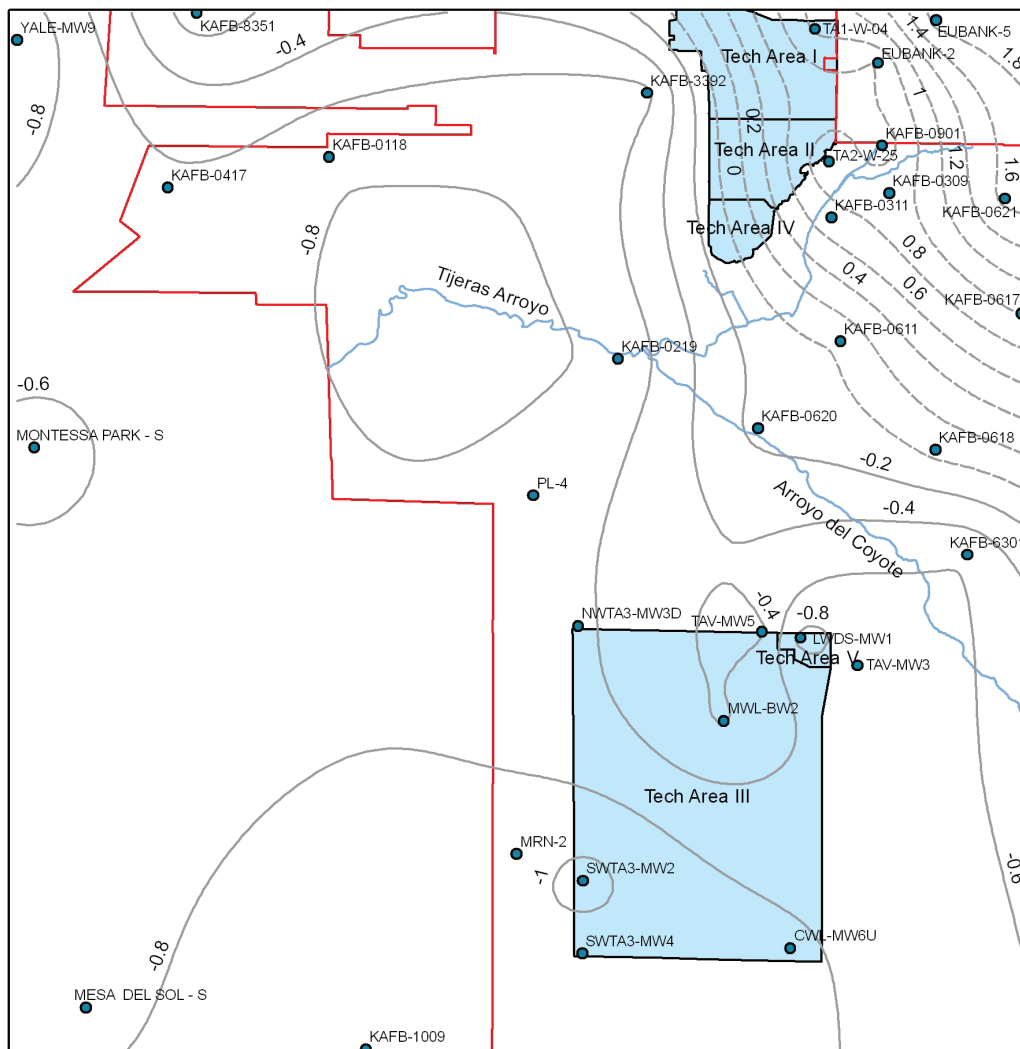 YALE-MW9
KAFB-8351
-0.4
TA1-W-04
1.4
EUBANK-5
1.8
Tech Area I
EUBANK-2
KAFB-3392
-0.8
1
0.2
KAFB-0118
Tech Area II
KAFB-0901
TA2-W-25
1.2
KAFB-0417
0
KAFB-0309
1.6
KAFB-0311
KAFB-0621
-0.8
Tech Area IV
0.8
Tijeras Arroyo
0.4
0.6
KAFB-0617
KAFB-0611
KAFB-0219
-0.6
MONTESSA PARK - S
KAFB-0620
KAFB-0618
-0.2
PL-4
Arroyo del Coyote
-0.4
KAFB-6301
NWTA3-MW3D
TAV-MW5
-0.4
-0.8
LWDS-MW1
Tech Area V
TAV-MW3
MWL-BW2
Tech Area III
MRN-2
-1
SWTA3-MW2
-0.6
-0.8
SWTA3-MW4
CWL-MW6U
MESA DEL SOL - S
KAFB-1009